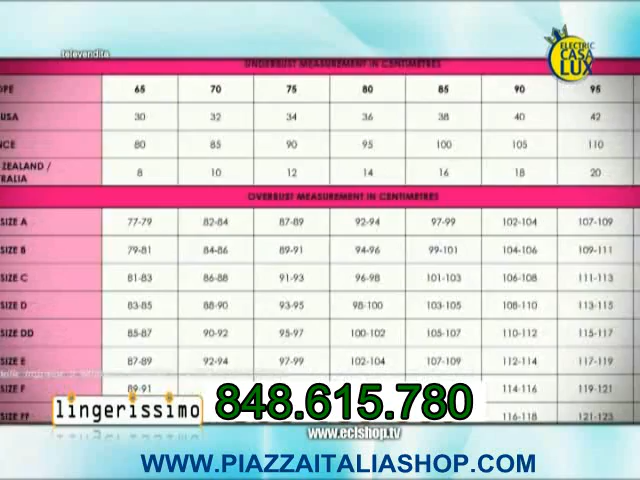 televendite
ELECTRIC
CASA
LUX
UNDERBUST MEASUREMENT IN CENTIMETRES
OPE 65 70 75 80 85 90 95
USA 30 32 34 36 38 40 42
NCE 80 85 90 95 100 105 110
ZEALAND /
TRALIA 8 10 12 14 16 18 20
OVERBUST MEASUREMENT IN CENTIMETRES
SIZE A 77-79 82-84 87-89 92-94 97-99 102-104 107-109
SIZE B 79-81 84-86 89-91 94-96 99-101 104-106 109-111
SIZE C 81-83 86-88 91-93 96-98 101-103 106-108 111-113
SIZE D 83-85 88-90 93-95 98-100 103-105 108-110 113-115
SIZE DD 85-87 90-92 95-97 100-102 105-107 110-112 115-117
SIZE E 87-89 92-94 97-99 102-104 107-109 112-114 117-119
SIZE F 89-91 114-116 119-121
SIZE FF 116-118 121-123
lingerissimo 848.615.780
www.eclshop.tv
WWW.PIAZZAITALIASHOP.COM